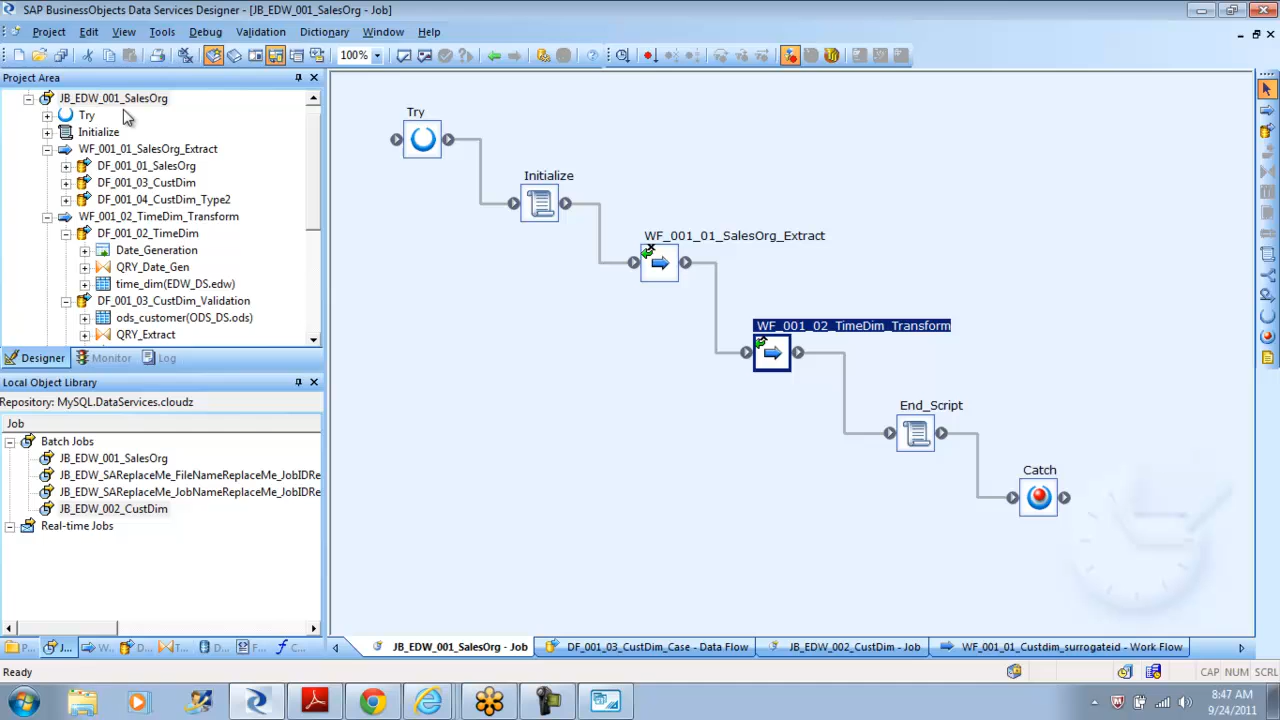 SAP BusinessObjects Data Services Designer - [JB_EDW_001_SalesOrg - Job]
Project Edit View Tools Debug Validation Dictionary Window Help
100%
Project Area
JB_EDW_001_SalesOrg
Try
Initialize
WF_001_01_SalesOrg_Extract
DF_001_01_SalesOrg
DF_001_03_CustDim
DF_001_04_CustDim_Type2
WF_001_02_TimeDim_Transform
DF_001_02_TimeDim
Date_Generation
QRY_Date_Gen
time_dim(EDW_DS.edw)
DF_001_03_CustDim_Validation
ods_customer(ODS_DS.ods)
QRY_Extract
Designer Monitor Log
Local Object Library
Repository: MySQL.DataServices.cloudz
Job
Batch Jobs
JB_EDW_001_SalesOrg
JB_EDW_SAReplaceMe_FileNameReplaceMe_JobIDRe
JB_EDW_SAReplaceMe_JobNameReplaceMe_JobIDRe
JB_EDW_002_CustDim
Real-time Jobs
P... J... W... D... T... D... F... C...
Try
Initialize
WF_001_01_SalesOrg_Extract
WF_001_02_TimeDim_Transform
End_Script
Catch
JB_EDW_001_SalesOrg - Job DF_001_03_CustDim_Case - Data Flow JB_EDW_002_CustDim - Job WF_001_01_Custdim_surrogateid - Work Flow
Ready
CAP NUM SCRL
8:47 AM
9/24/2011